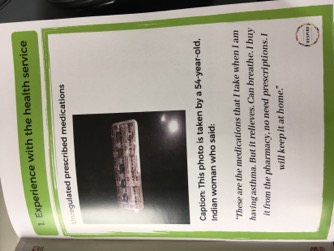 1. Experience with the health service
Unregulated prescribed medications
Caption: This photo is taken by a 54-year-old,
Indian woman who said:
"These are the medications that I take when I am
having asthma. But it relieves. Can breathe. I buy
it from the pharmacy, no need prescriptions. I
will keep it at home."